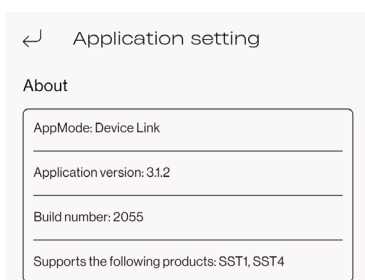 Application setting
About
AppMode: Device Link
Application version: 3.1.2
Build number: 2055
Supports the following products: SST1, SST4